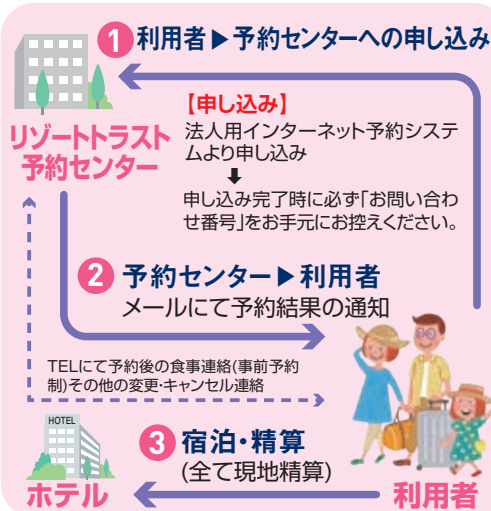 1 利用者▶予約センターへの申し込み
リゾートトラスト
予約センター
【申し込み】
法人用インターネット予約システ
ムより申し込み
⬇
申し込み完了時に必ず「お問い合わ
せ番号」をお手元にお控えください。
2 予約センター▶利用者
メールにて予約結果の通知
TELにて予約後の食事連絡(事前予約
制)その他の変更・キャンセル連絡
HOTEL
ホテル
3 宿泊・精算
(全て現地精算)
利用者